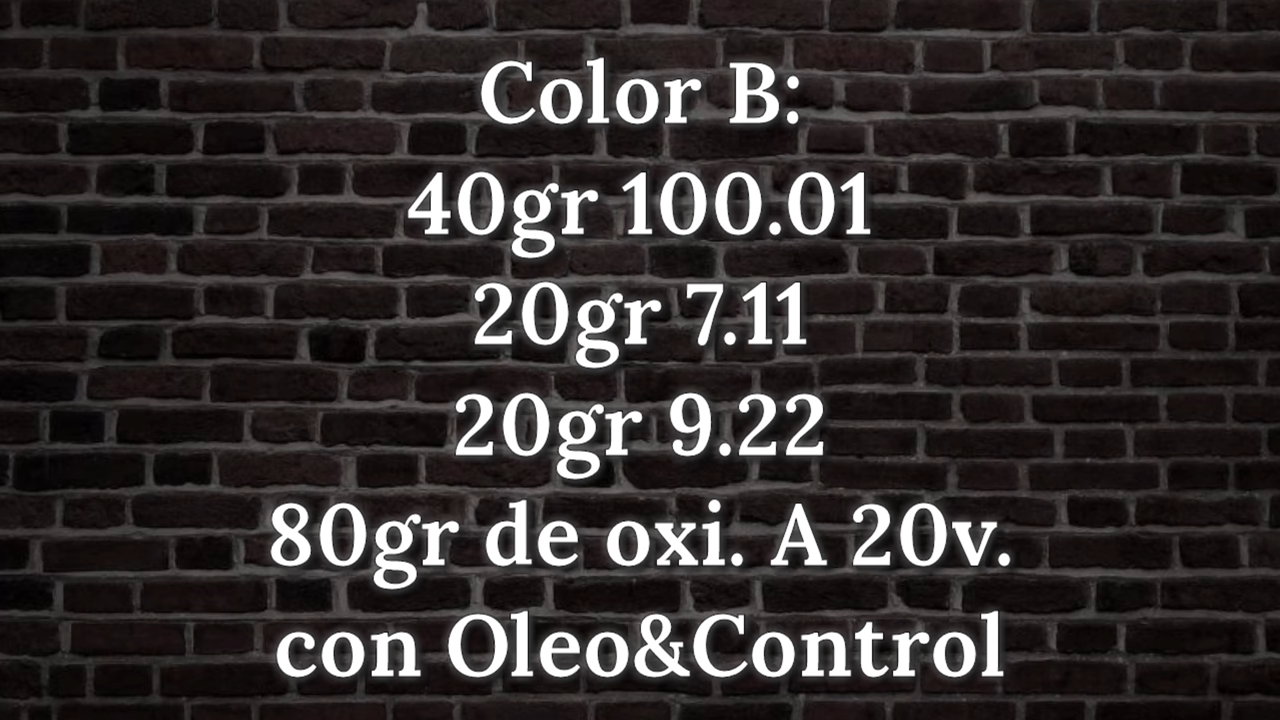 Color B:
40gr 100.01
20gr 7.11
20gr 9.22
80gr de oxi. A 20v.
con Oleo&Control